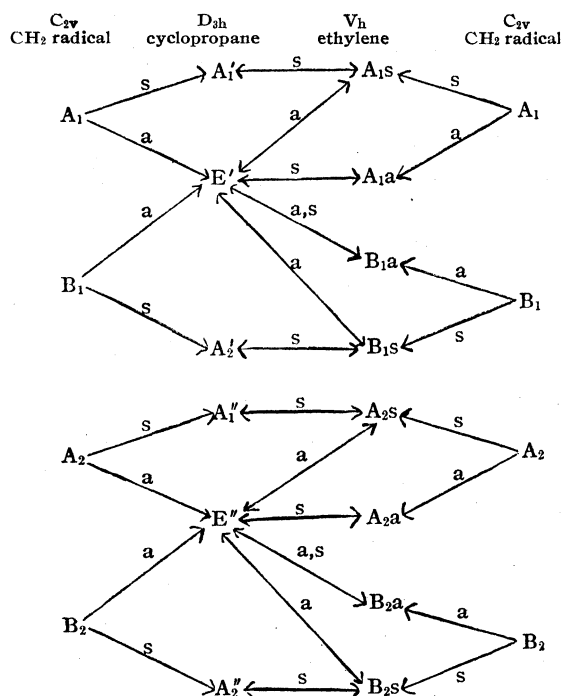 C₂ᵥ D₃ₕ Vₕ C₂ᵥ
CH₂ radical cyclopropane ethylene CH₂ radical
s A₁′ s A₁s s
A₁ a A₁
a a
E′ s A₁a
a a,s
a B₁a a
B₁ B₁
s s
A₂′ s B₁s
s A₁″ s A₂s s
A₂ a A₂
a a
E″ s A₂a
a a,s
a B₂a a
B₂ B₂
s s
A₂″ s B₂s